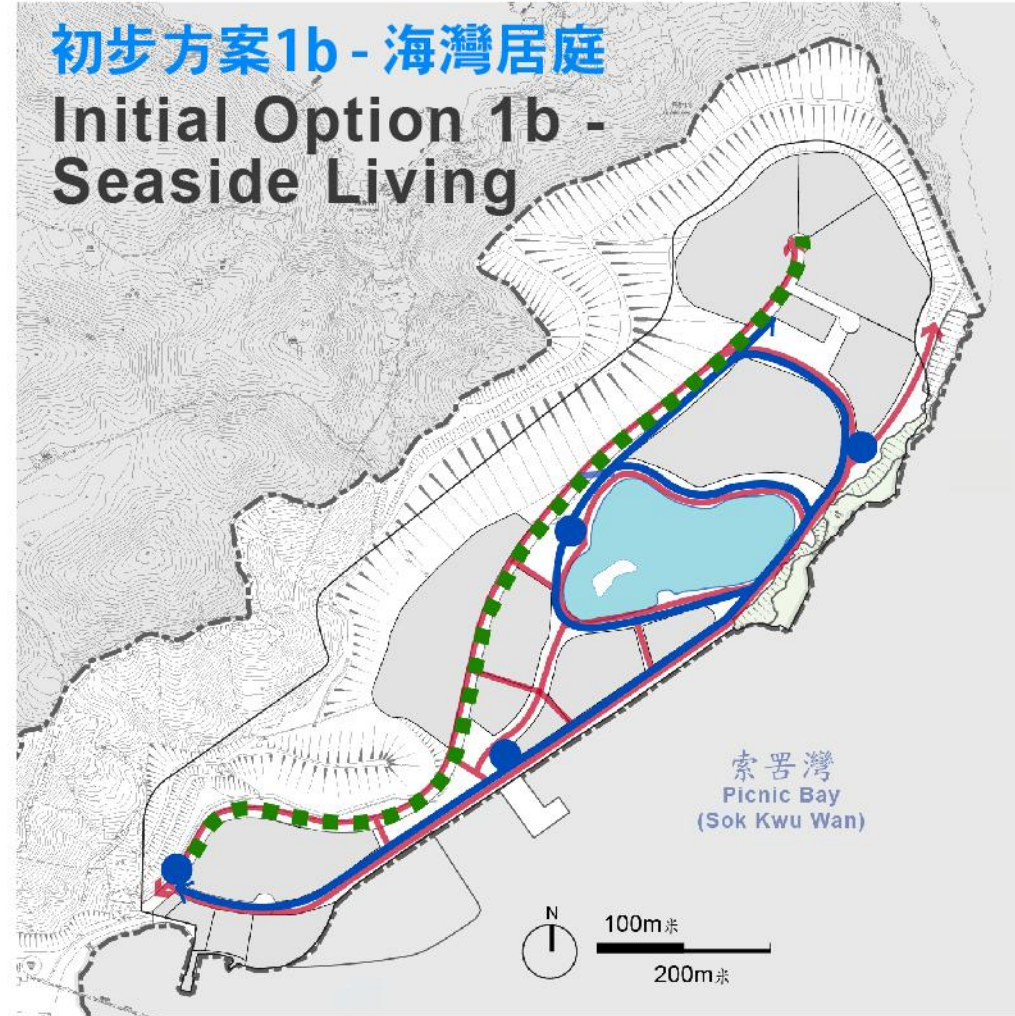 初步方案1b - 海灣居庭
Initial Option 1b -
Seaside Living
索罟灣
Picnic Bay
(Sok Kwu Wan)
N
100m米
200m米